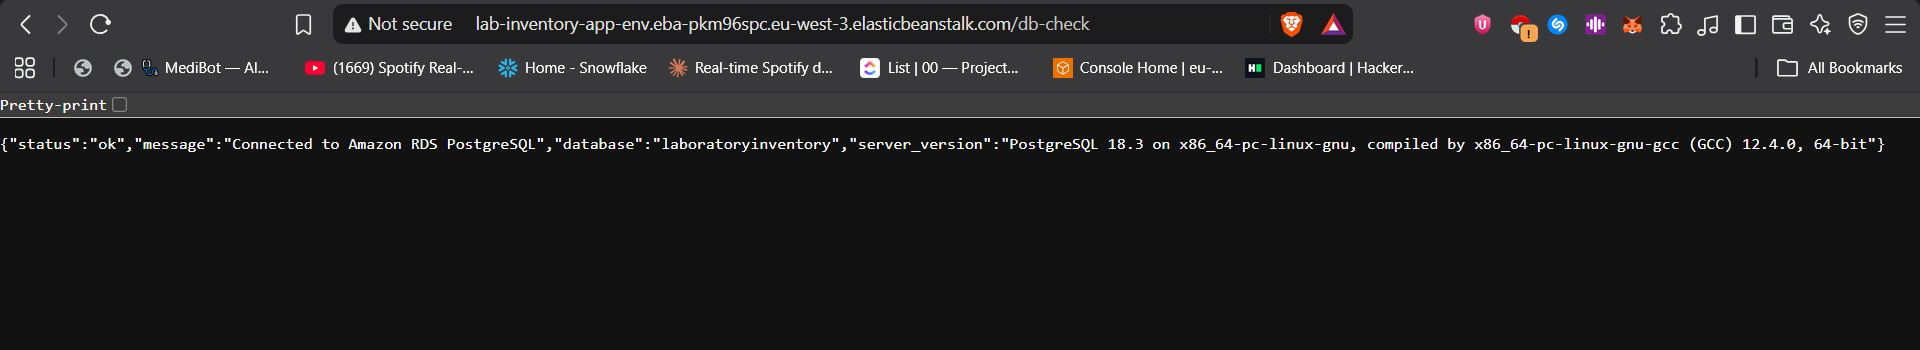 Not secure lab-inventory-app-env.eba-pkm96spc.eu-west-3.elasticbeanstalk.com/db-check
MediBot — AI... (1669) Spotify Real-... Home - Snowflake Real-time Spotify d... List | 00 — Project... Console Home | eu-... Dashboard | Hacker... All Bookmarks
Pretty-print
{"status":"ok","message":"Connected to Amazon RDS PostgreSQL","database":"laboratoryinventory","server_version":"PostgreSQL 18.3 on x86_64-pc-linux-gnu, compiled by x86_64-pc-linux-gnu-gcc (GCC) 12.4.0, 64-bit"}